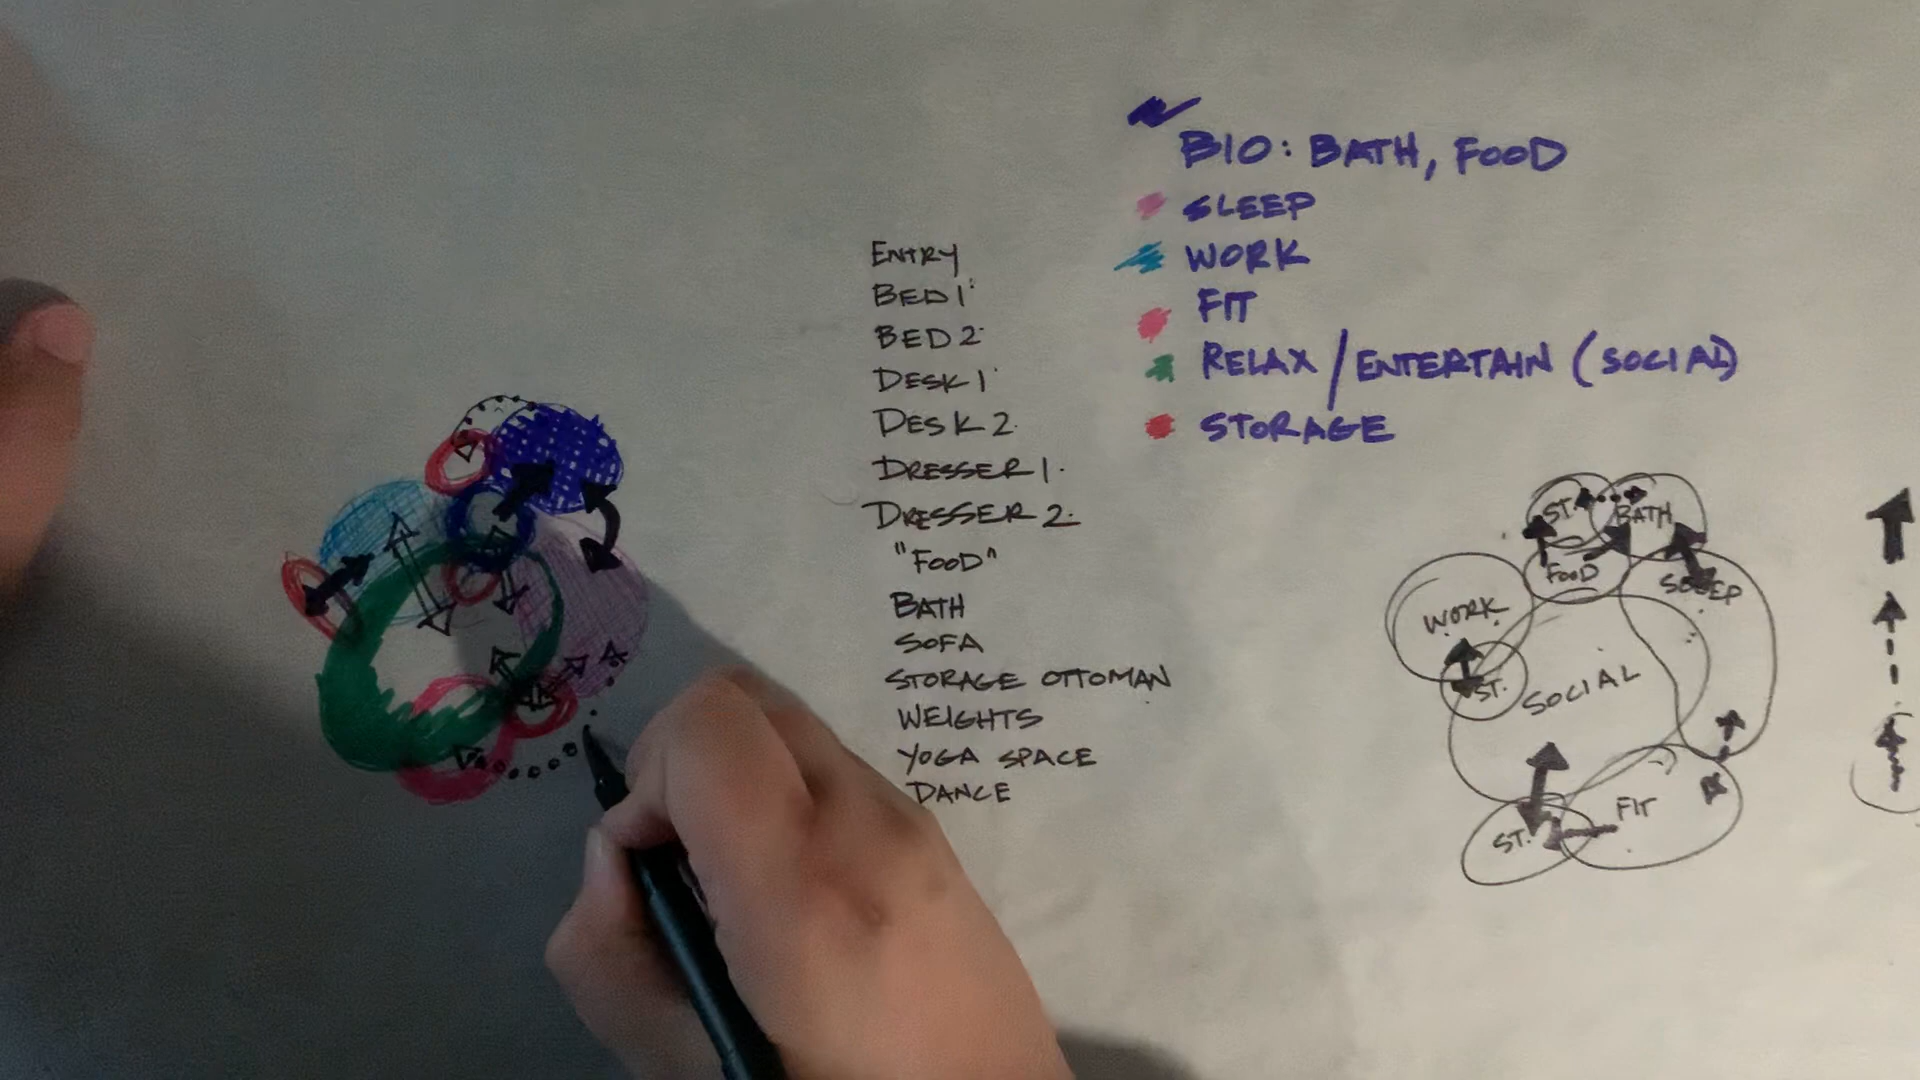 BIO: BATH, FOOD
SLEEP
WORK
FIT
RELAX / ENTERTAIN (SOCIAL)
STORAGE
ENTRY
BED 1
BED 2
DESK 1
DESK 2
DRESSER 1
DRESSER 2
"FOOD"
BATH
SOFA
STORAGE OTTOMAN
WEIGHTS
YOGA SPACE
DANCE
ST.
BATH
FOOD
SLEEP
WORK
ST.
SOCIAL
FIT
ST.